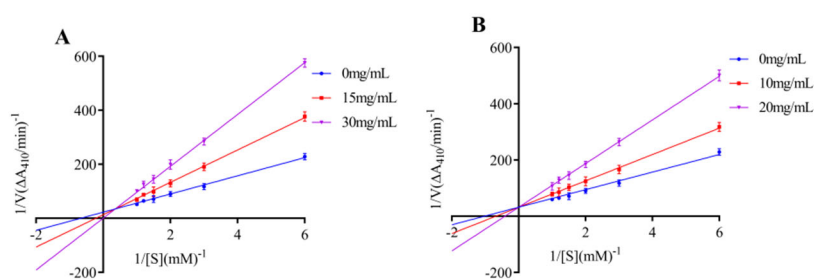 A
600
400
200
-200
-2
2
4
6
1/V(ΔA410/min)-1
1/[S](mM)-1
0mg/mL
15mg/mL
30mg/mL
B
600
400
200
-200
-2
2
4
6
1/V(ΔA410/min)-1
1/[S](mM)-1
0mg/mL
10mg/mL
20mg/mL